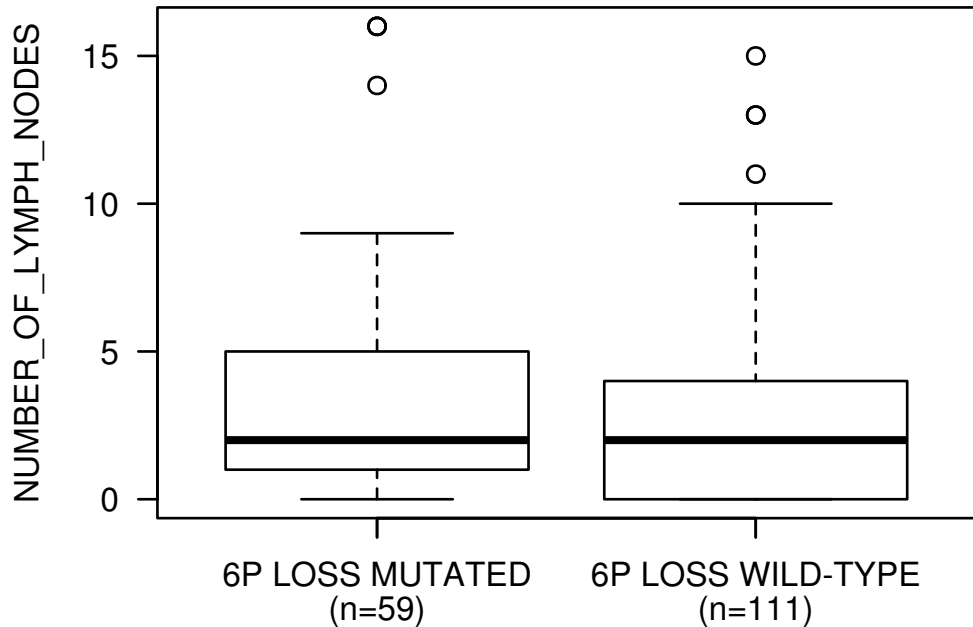 NUMBER_OF_LYMPH_NODES
15
10
5
0
6P LOSS MUTATED
(n=59)
6P LOSS WILD-TYPE
(n=111)